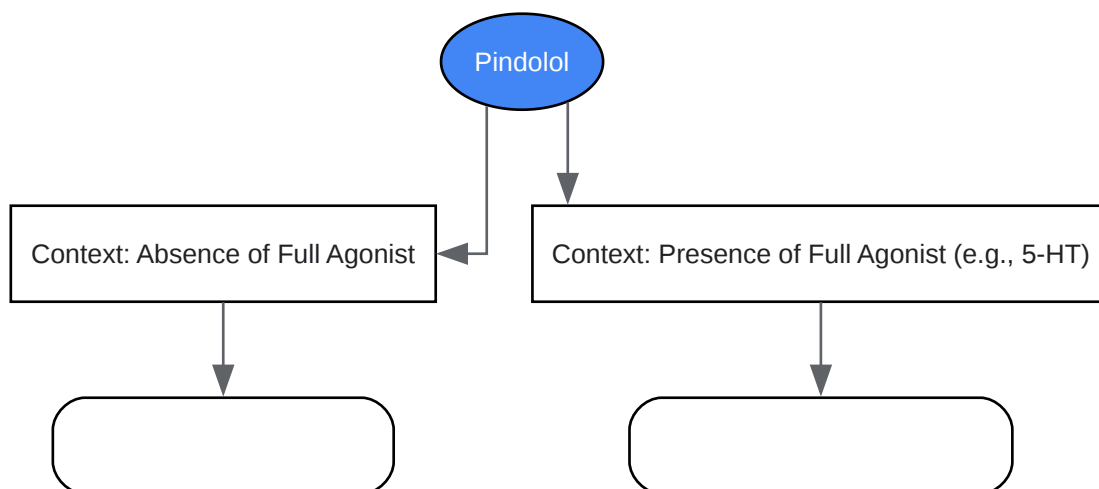 Pindolol
Context: Absence of Full Agonist
Context: Presence of Full Agonist (e.g., 5-HT)